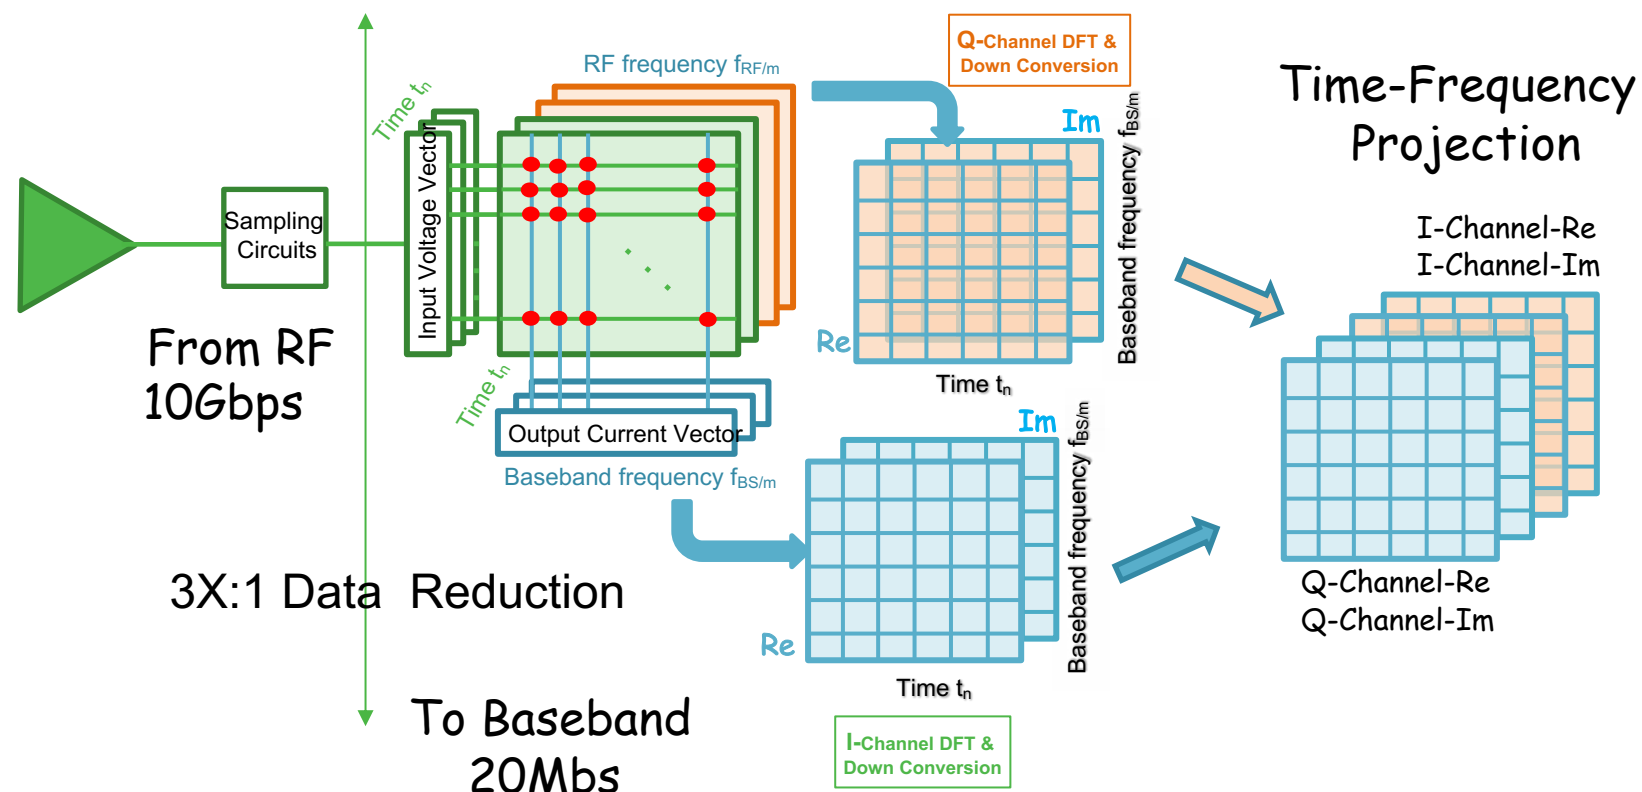 Q-Channel DFT &
Down Conversion
RF frequency fRF/m
Time tn
Input Voltage Vector
Sampling
Circuits
Im
Baseband frequency fBS/m
Re
Time tn
Time-Frequency
Projection
I-Channel-Re
I-Channel-Im
From RF
10Gbps
Time tn
Output Current Vector
Baseband frequency fBS/m
Im
Baseband frequency fBS/m
Re
Time tn
3X:1 Data Reduction
Q-Channel-Re
Q-Channel-Im
To Baseband
20Mbs
I-Channel DFT &
Down Conversion